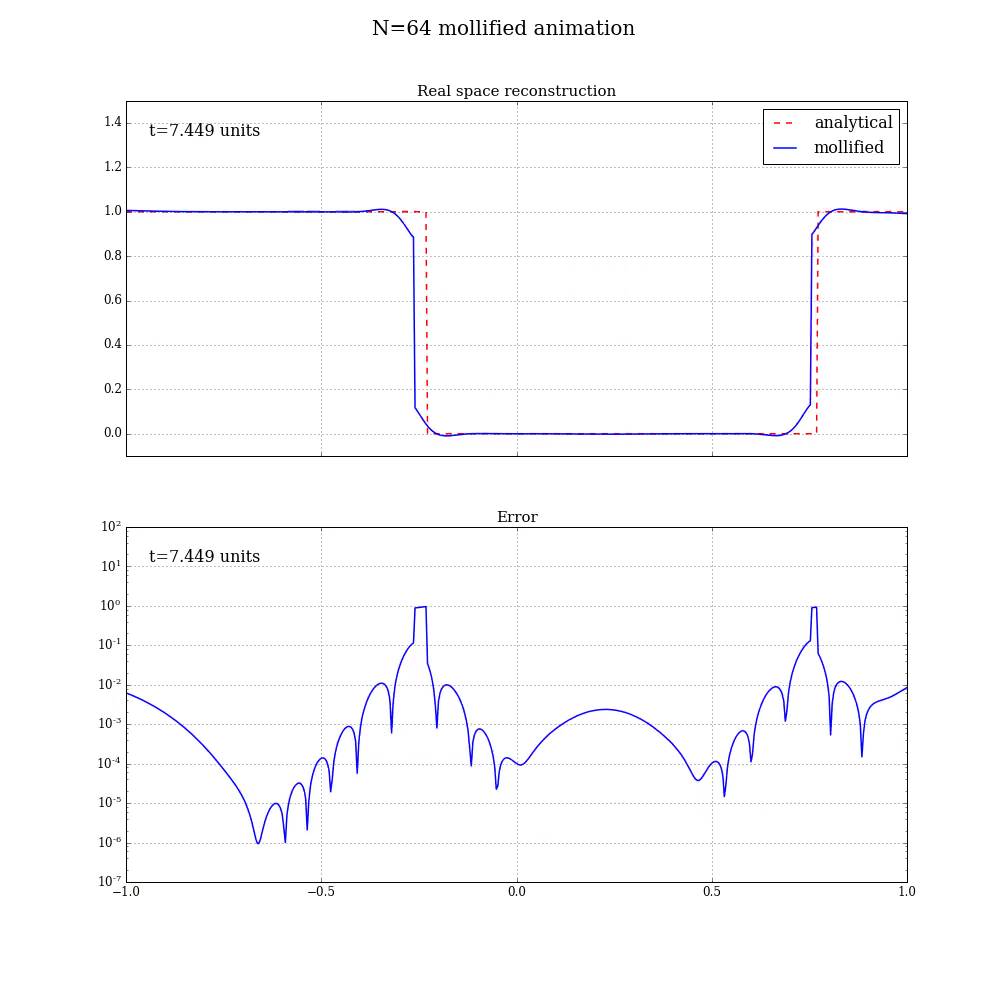 N=64 mollified animation
Real space reconstruction
t=7.449 units
analytical
mollified
1.4
1.2
1.0
0.8
0.6
0.4
0.2
0.0
Error
t=7.449 units
10²
10¹
10⁰
10⁻¹
10⁻²
10⁻³
10⁻⁴
10⁻⁵
10⁻⁶
10⁻⁷
−1.0 −0.5 0.0 0.5 1.0